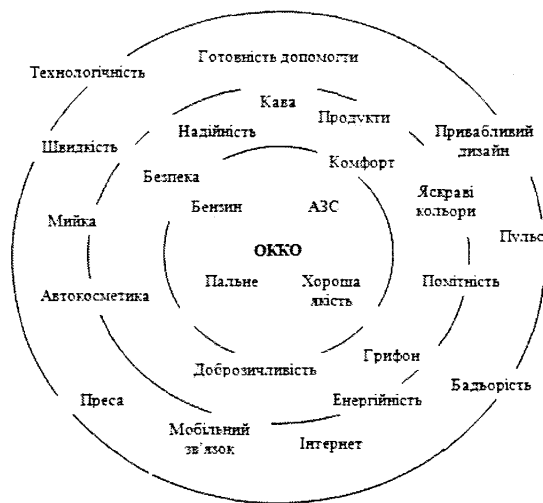 Готовність допомогти
Технологічність
Кава
Продукти
Надійність
Швидкість
Привабливий
дизайн
Комфорт
Безпека
Яскраві
кольори
Бензин
АЗС
Мийка
Пульс
ОККО
Пальне
Хороша
якість
Помітність
Автокосметика
Грифон
Доброзичливість
Бадьорість
Преса
Енергійність
Мобільний
зв’язок
Інтернет